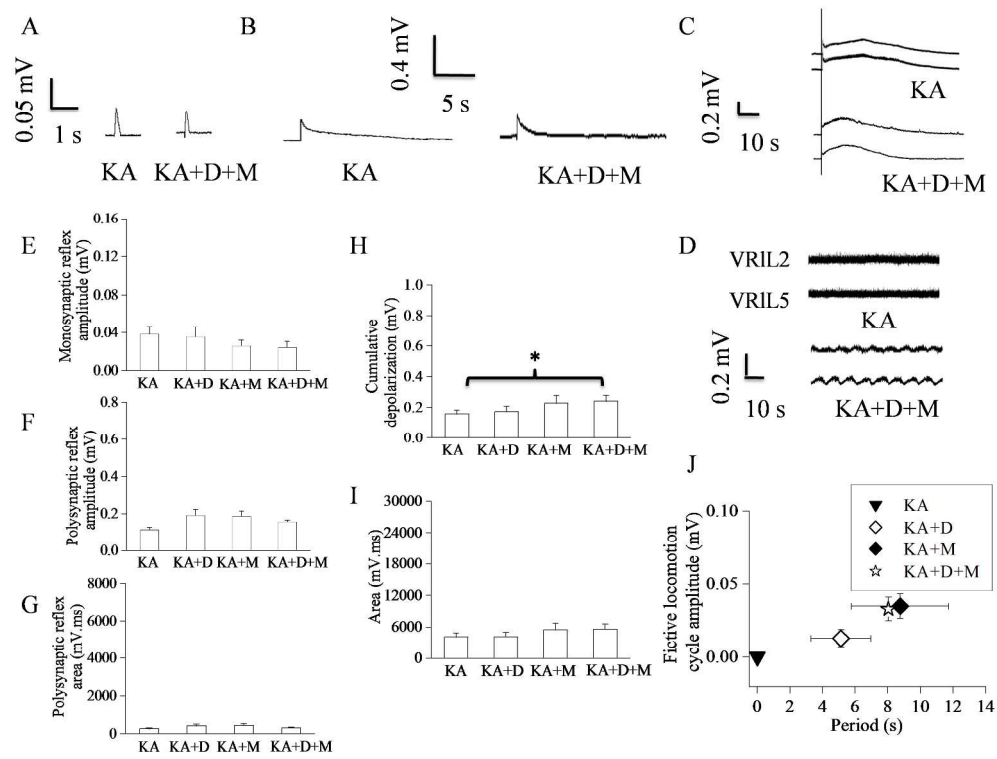 A
0.05 mV
1 s
KA
KA+D+M
B
0.4 mV
5 s
KA
KA+D+M
C
0.2 mV
10 s
KA
KA+D+M
E
Monosynaptic reflex
amplitude (mV)
0.16
0.12
0.08
0.04
0.00
KA
KA+D
KA+M
KA+D+M
F
Polysynaptic reflex
amplitude (mV)
0.8
0.6
0.4
0.2
0.0
KA
KA+D
KA+M
KA+D+M
G
Polysynaptic reflex
area (mV.ms)
8000
6000
4000
2000
0
KA
KA+D
KA+M
KA+D+M
H
Cumulative
depolarization (mV)
1.0
0.8
0.6
0.4
0.2
0.0
*
KA
KA+D
KA+M
KA+D+M
I
Area (mV.ms)
30000
24000
18000
12000
6000
0
KA
KA+D
KA+M
KA+D+M
D
VRlL2
VRlL5
KA
0.2 mV
10 s
KA+D+M
J
Fictive locomotion
cycle amplitude (mV)
0.10
0.05
0.00
KA
KA+D
KA+M
KA+D+M
0 2 4 6 8 10 12 14
Period (s)